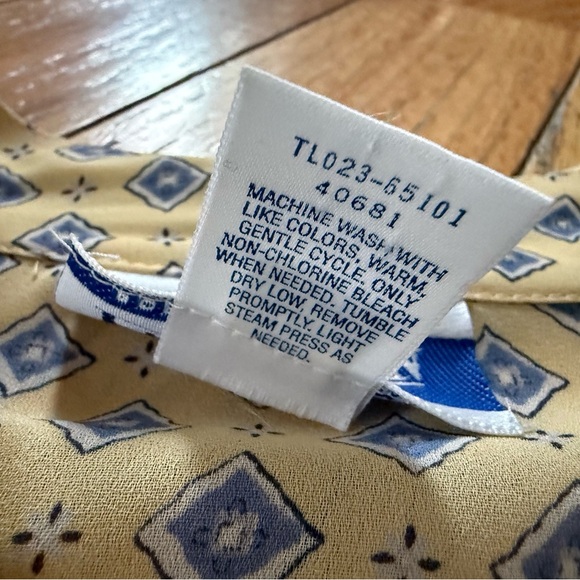 TL023-65101
40681
MACHINE WASH WITH
LIKE COLORS, WARM,
GENTLE CYCLE, ONLY
NON-CHLORINE BLEACH
WHEN NEEDED. TUMBLE
DRY LOW, REMOVE
PROMPTLY. LIGHT
STEAM PRESS AS
NEEDED.